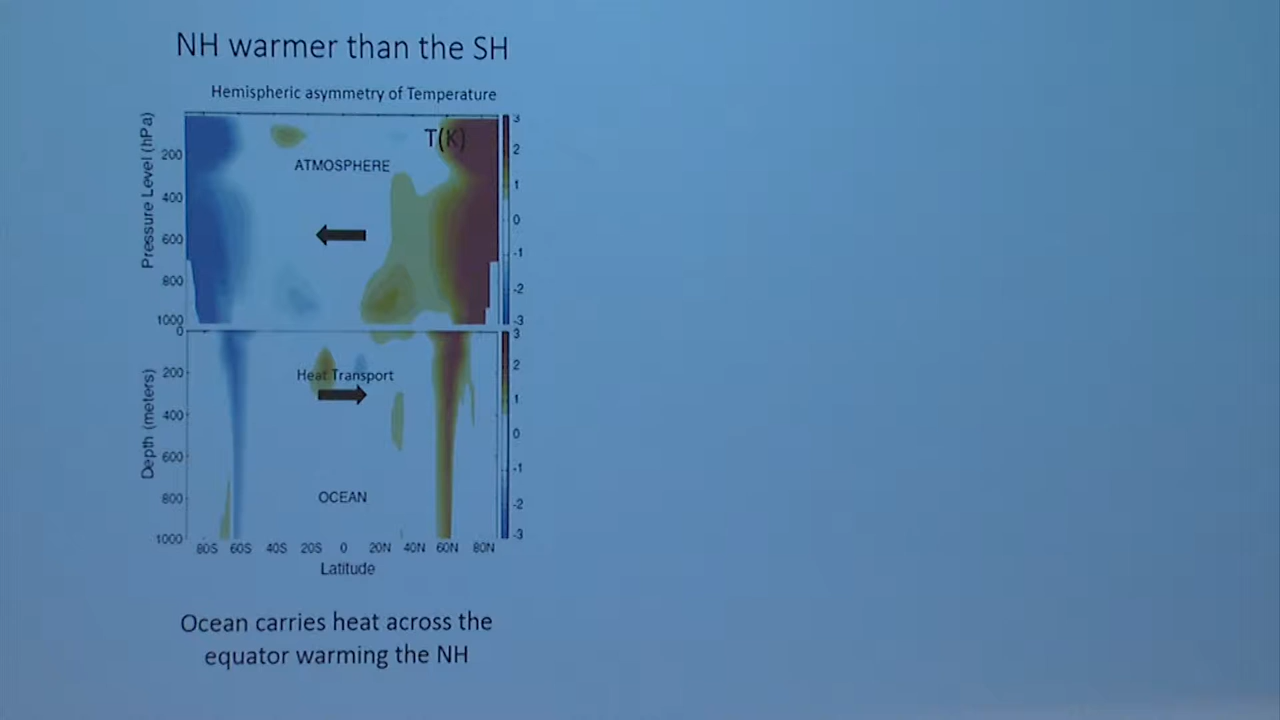 NH warmer than the SH
Hemispheric asymmetry of Temperature
Pressure Level (hPa)
200
400
600
800
1000
T(K)
ATMOSPHERE
3
2
1
0
-1
-2
-3
Depth (meters)
0
200
400
600
800
1000
Heat Transport
OCEAN
3
2
1
0
-1
-2
-3
80S 60S 40S 20S 0 20N 40N 60N 80N
Latitude
Ocean carries heat across the
equator warming the NH